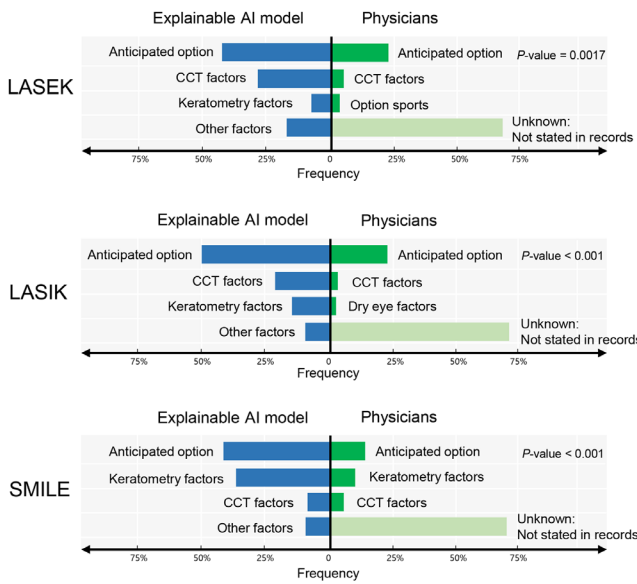 Explainable AI model Physicians
Anticipated option Anticipated option P-value = 0.0017
LASEK
CCT factors CCT factors
Keratometry factors Option sports
Other factors Unknown:
Not stated in records
75% 50% 25% 0 25% 50% 75%
Frequency
Explainable AI model Physicians
Anticipated option Anticipated option P-value < 0.001
LASIK
CCT factors CCT factors
Keratometry factors Dry eye factors
Other factors Unknown:
Not stated in records
75% 50% 25% 0 25% 50% 75%
Frequency
Explainable AI model Physicians
Anticipated option Anticipated option P-value < 0.001
Keratometry factors Keratometry factors
SMILE
CCT factors CCT factors
Other factors Unknown:
Not stated in records
75% 50% 25% 0 25% 50% 75%
Frequency